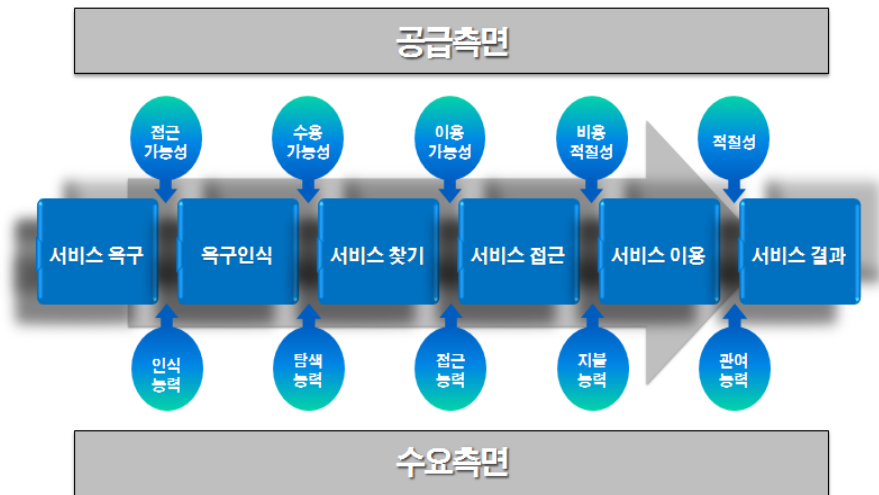 공급측면
접근
가능성
수용
가능성
이용
가능성
비용
적절성
적절성
서비스 욕구
욕구인식
서비스 찾기
서비스 접근
서비스 이용
서비스 결과
인식
능력
탐색
능력
접근
능력
지불
능력
관여
능력
수요측면